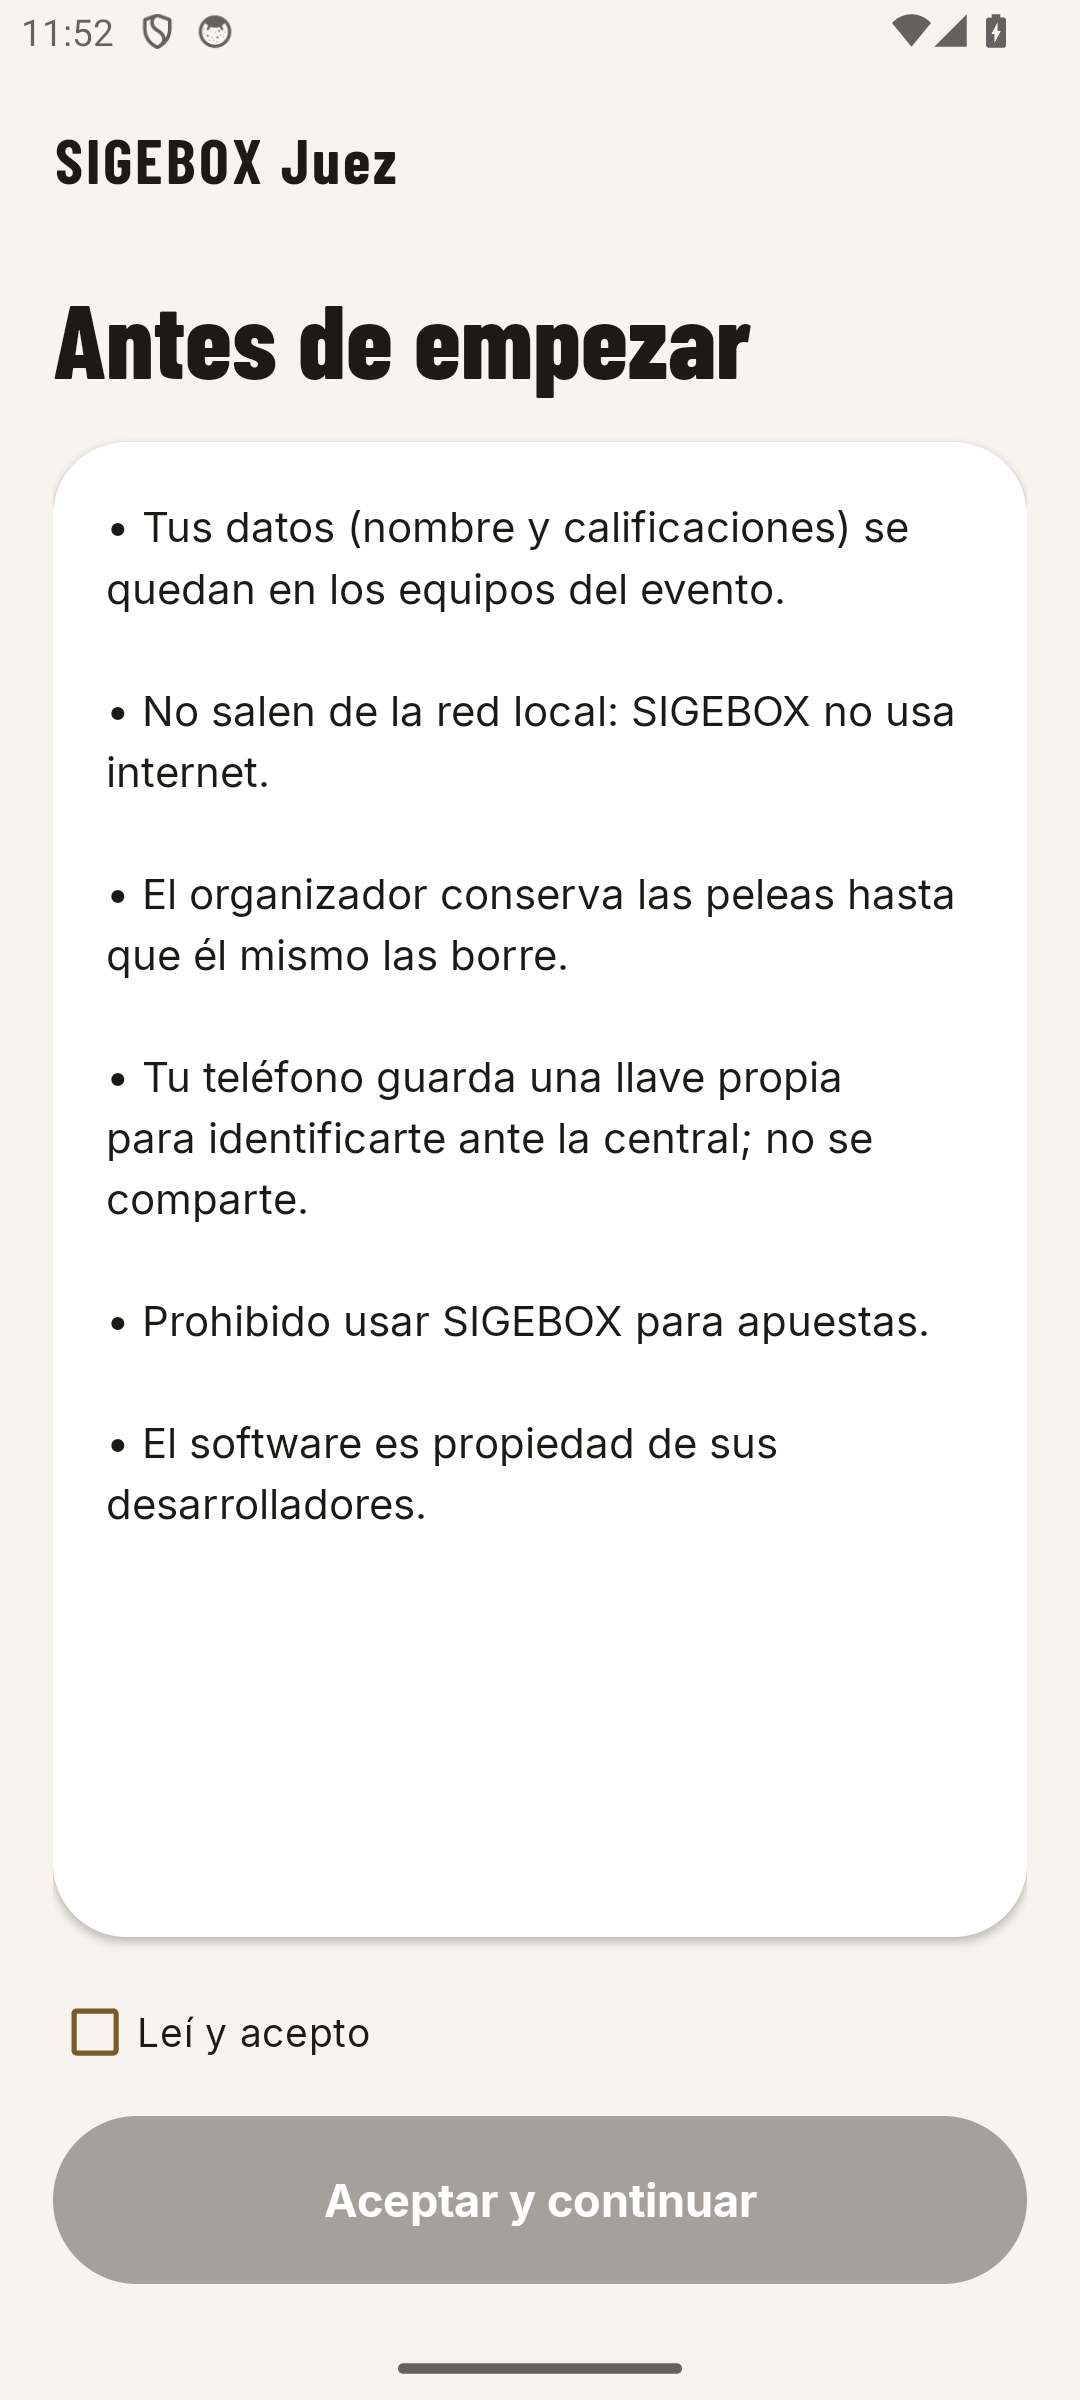 11:52
SIGEBOX Juez
Antes de empezar
• Tus datos (nombre y calificaciones) se
quedan en los equipos del evento.
• No salen de la red local: SIGEBOX no usa
internet.
• El organizador conserva las peleas hasta
que él mismo las borre.
• Tu teléfono guarda una llave propia
para identificarte ante la central; no se
comparte.
• Prohibido usar SIGEBOX para apuestas.
• El software es propiedad de sus
desarrolladores.
Leí y acepto
Aceptar y continuar